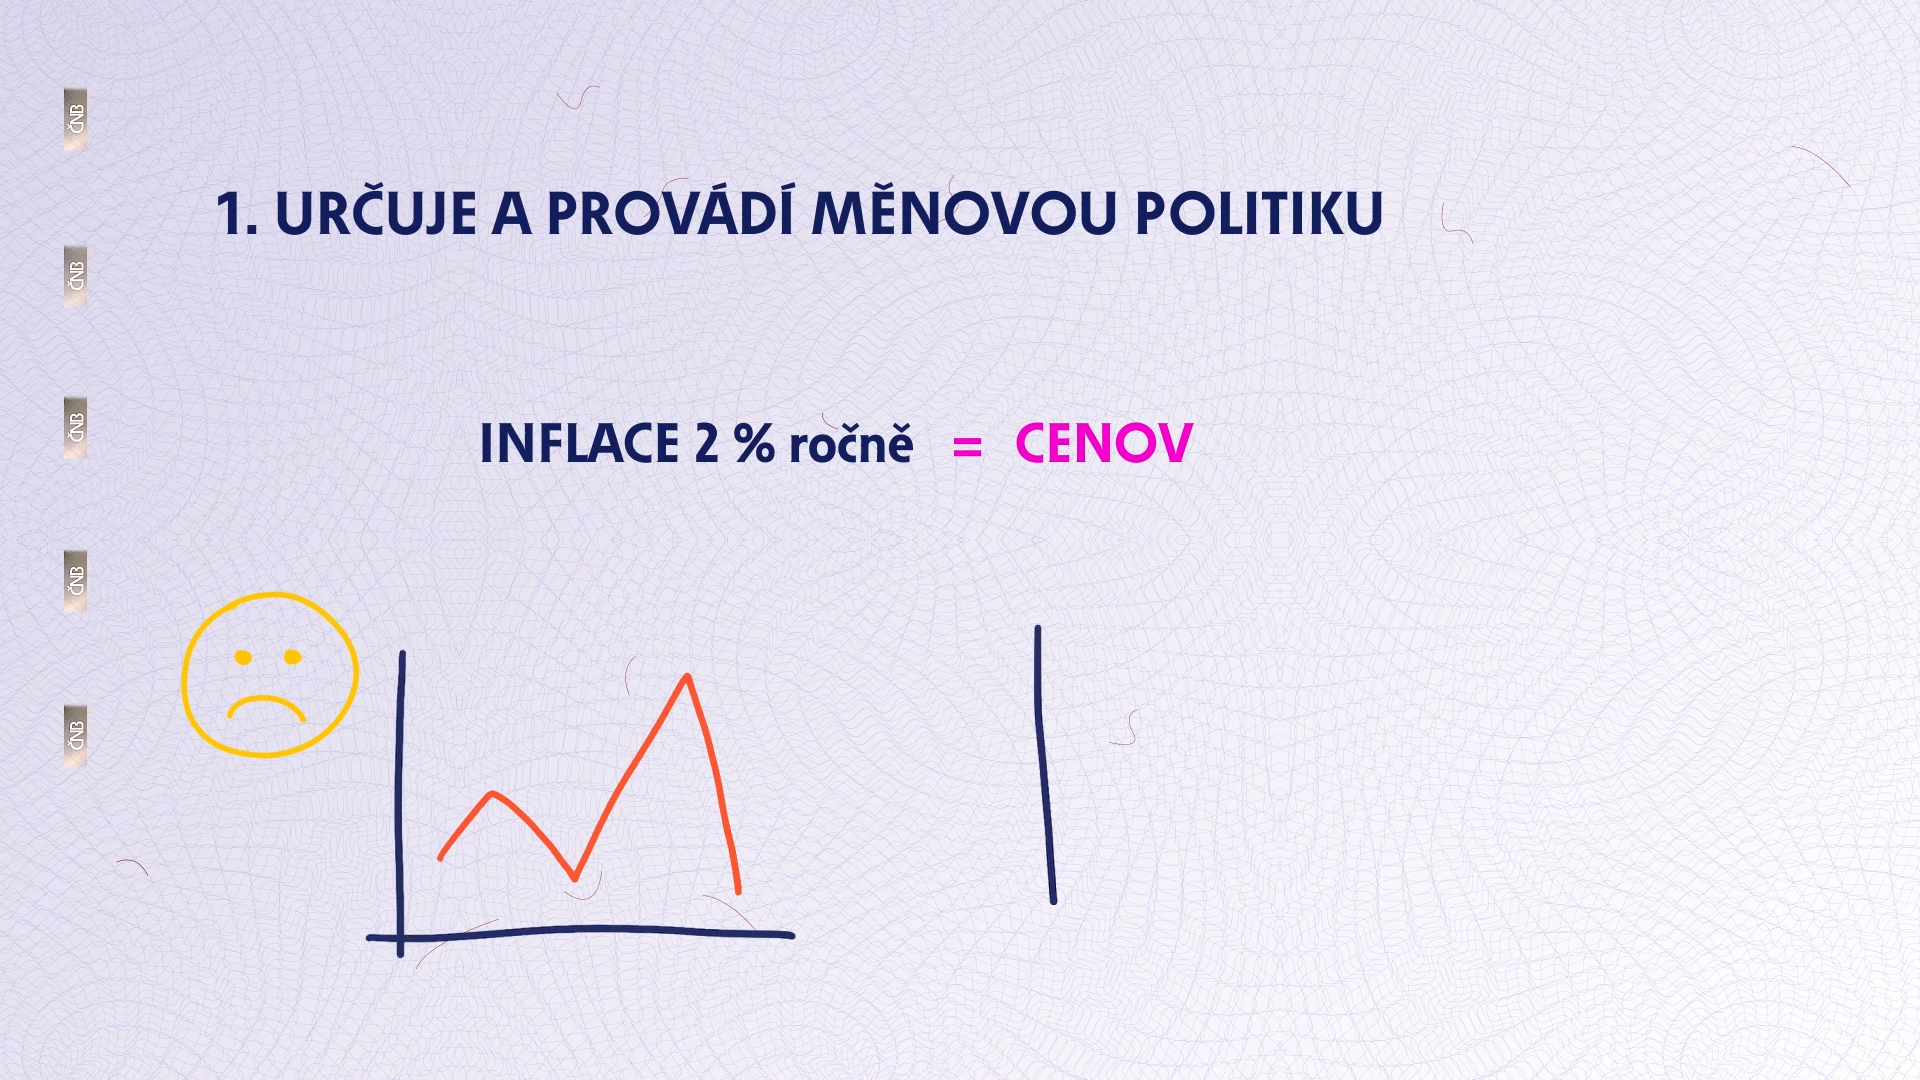 ČNB
1. URČUJE A PROVÁDÍ MĚNOVOU POLITIKU
ČNB
INFLACE 2 % ročně = CENOV
ČNB
ČNB
ČNB